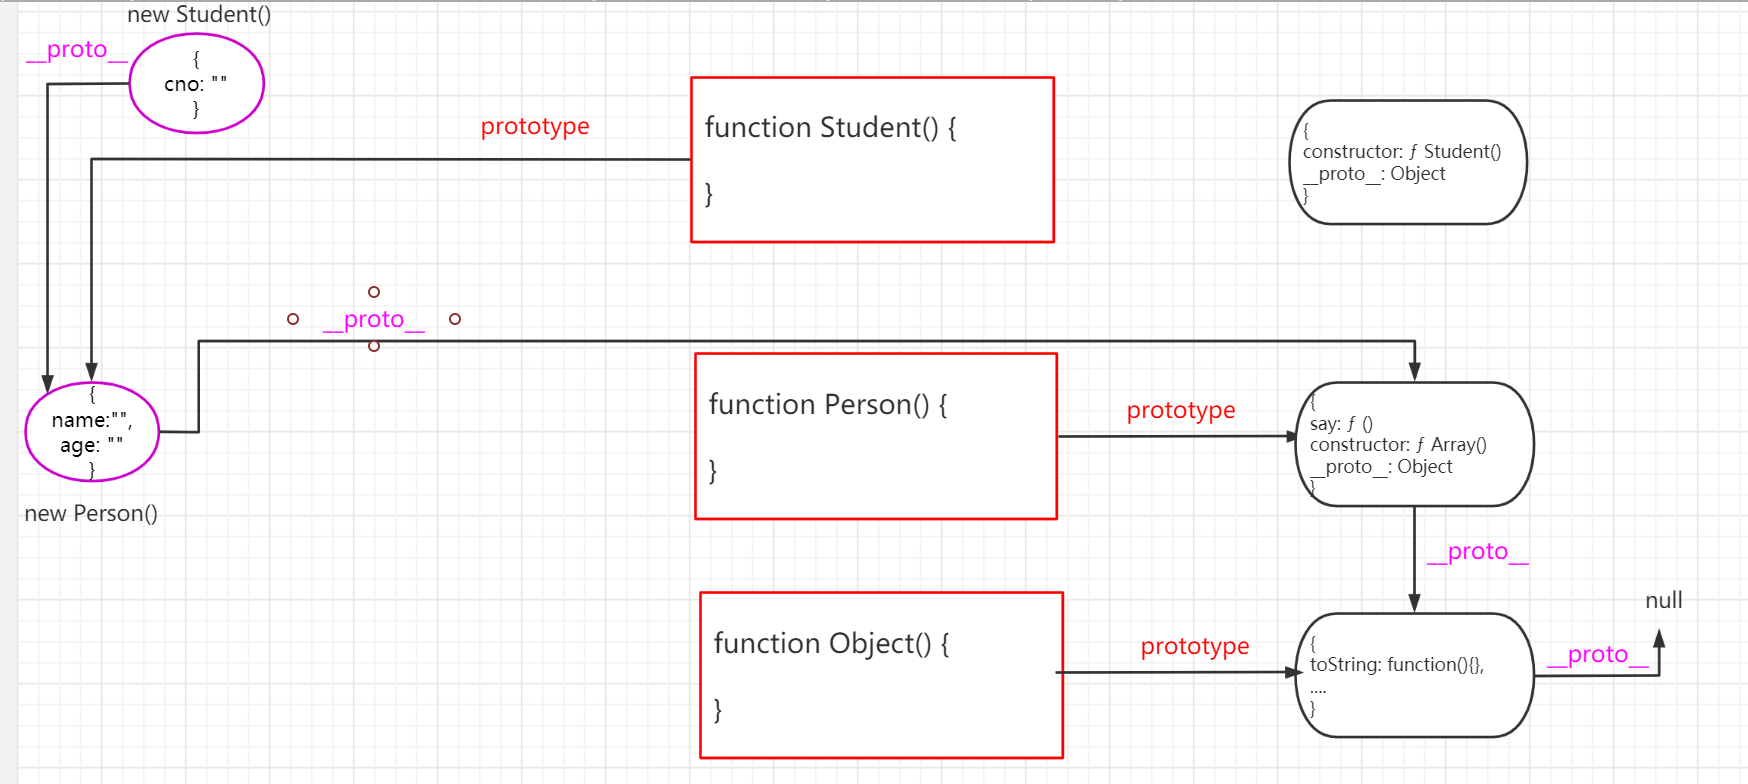 new Student()
__proto__
{
cno: ""
}
prototype
function Student() {
}
{
constructor: ƒ Student()
__proto__: Object
}
__proto__
{
name:"",
age: ""
}
new Person()
function Person() {
}
prototype
{
say: ƒ ()
constructor: ƒ Array()
__proto__: Object
}
__proto__
function Object() {
}
prototype
{
toString: function(){},
....
}
__proto__
null